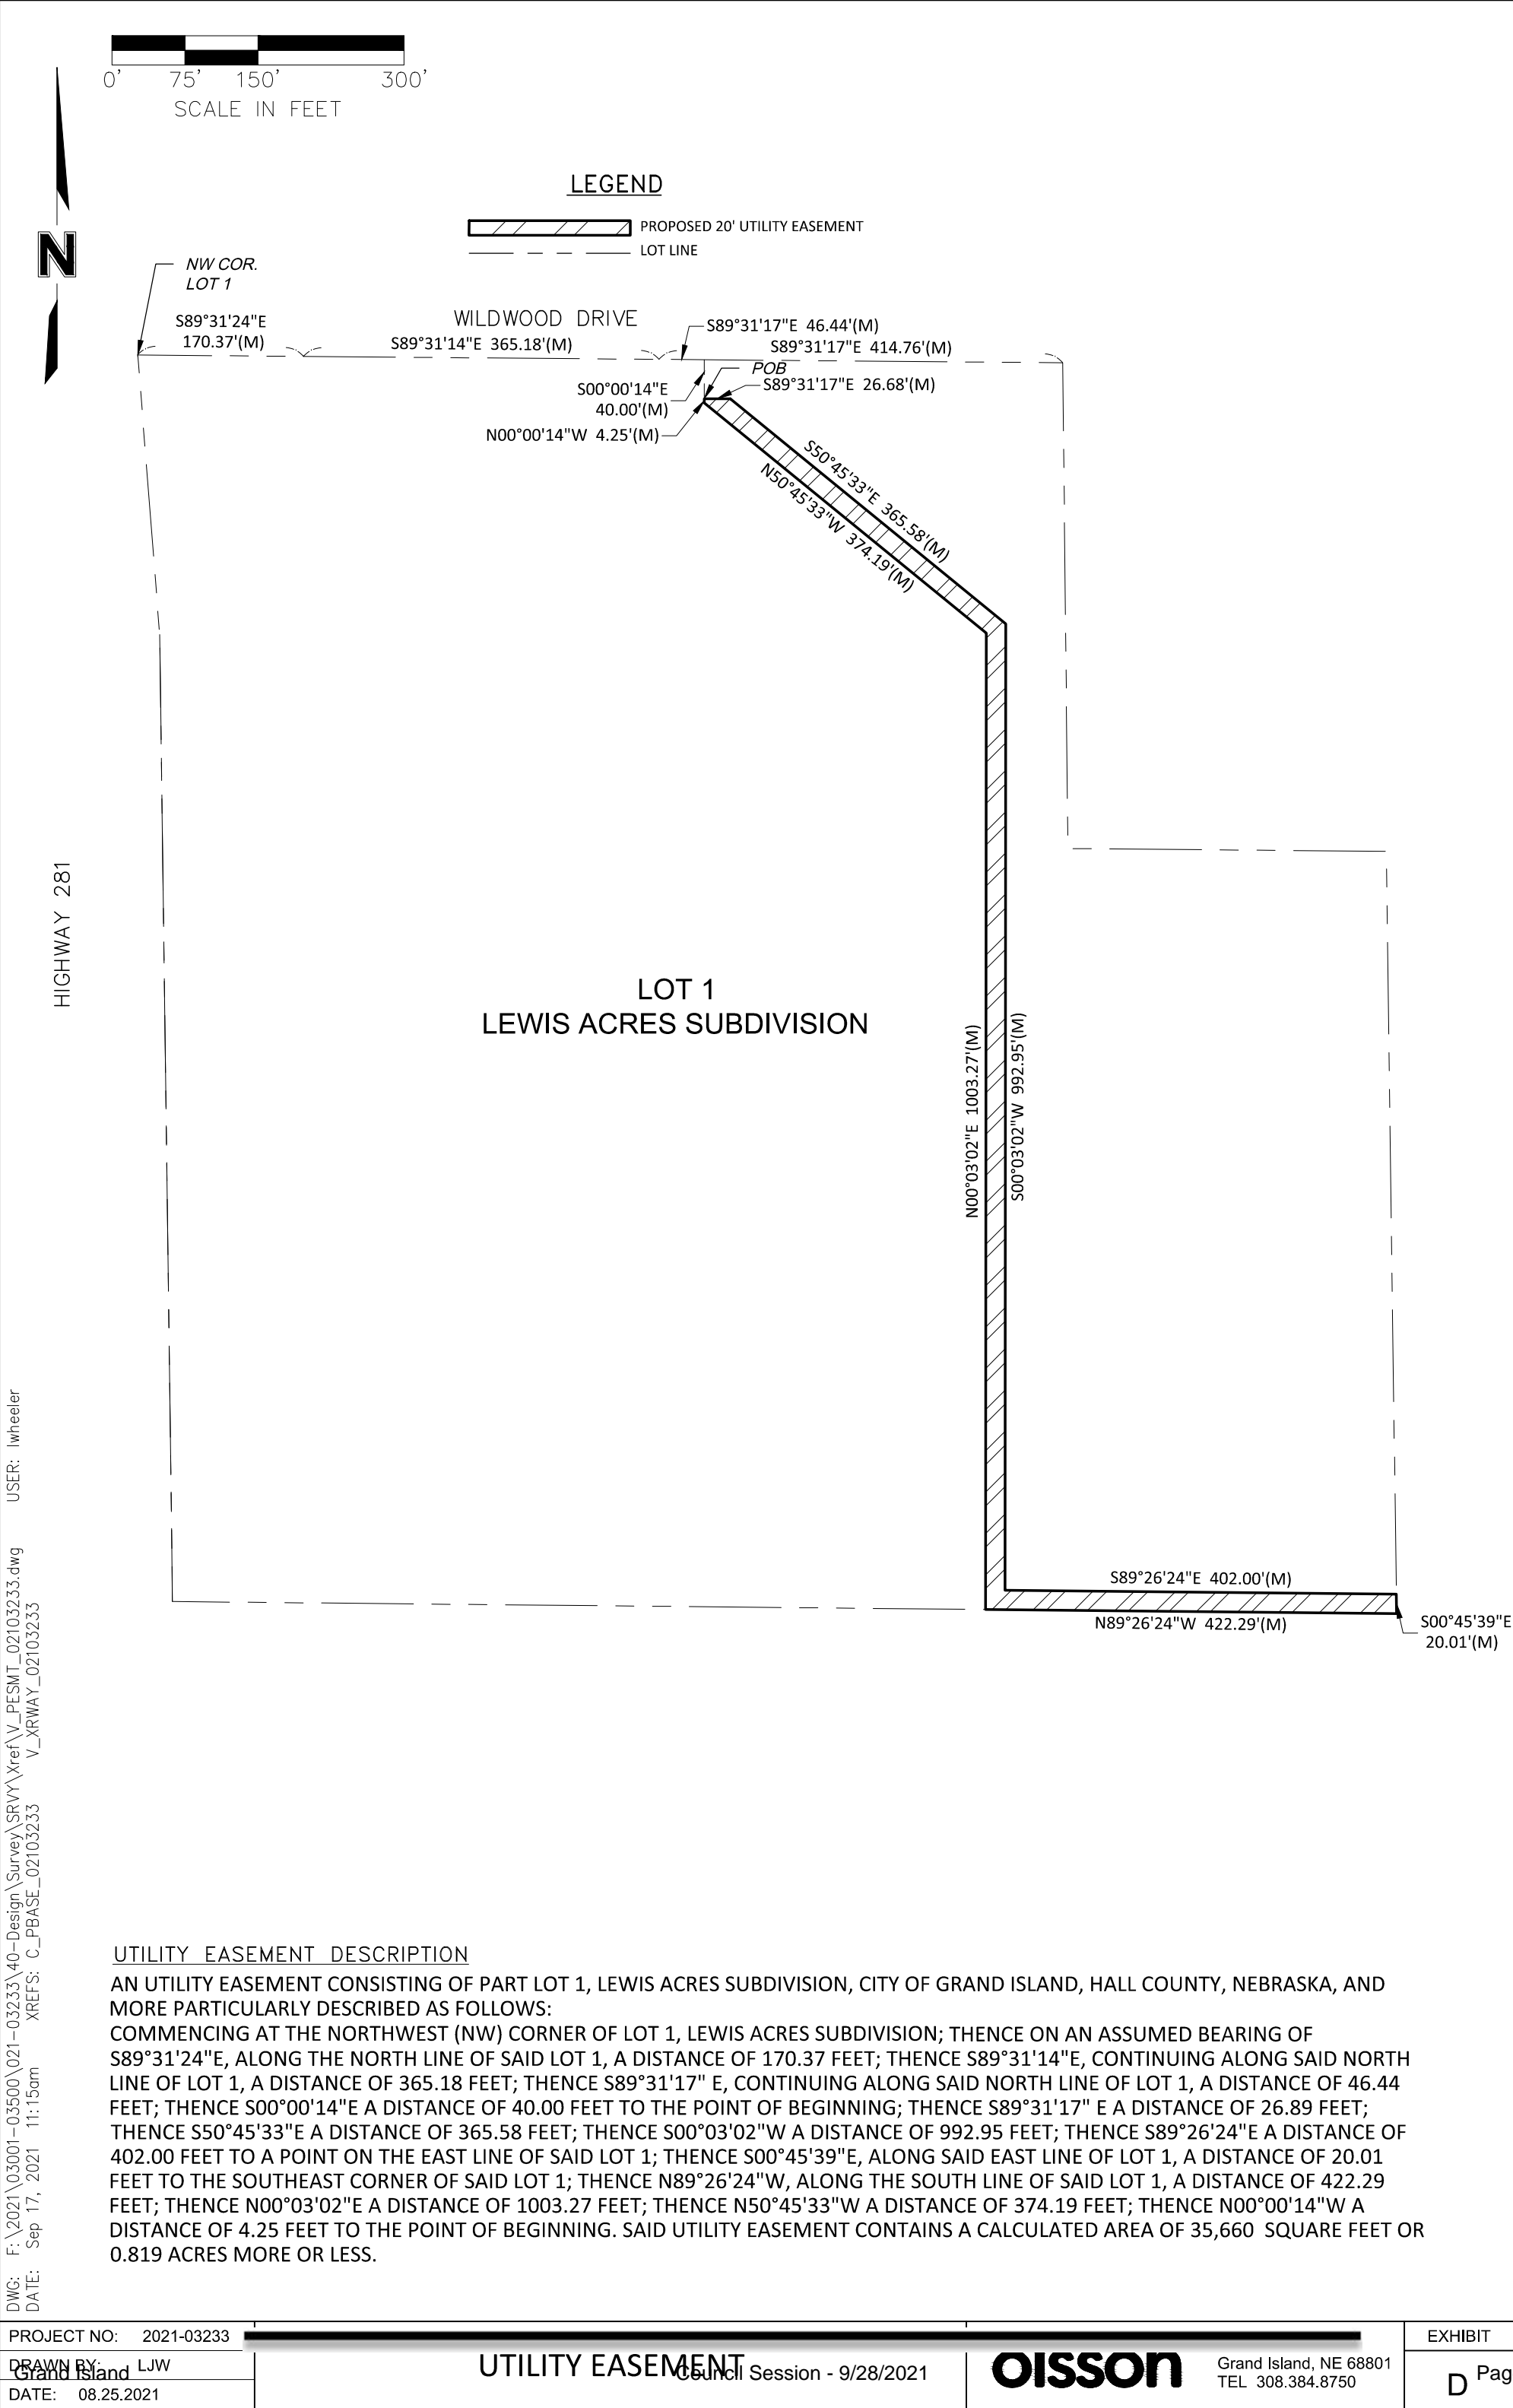 0' 75' 150' 300'
SCALE IN FEET
LEGEND
PROPOSED 20' UTILITY EASEMENT
LOT LINE
N
NW COR.
LOT 1
S89°31'24"E
170.37'(M)
WILDWOOD DRIVE
S89°31'14"E 365.18'(M)
S89°31'17"E 46.44'(M)
S89°31'17"E 414.76'(M)
POB
S89°31'17"E 26.68'(M)
S00°00'14"E
40.00'(M)
N00°00'14"W 4.25'(M)
S50°45'33"E 365.58'(M)
N50°45'33"W 374.19'(M)
HIGHWAY 281
LOT 1
LEWIS ACRES SUBDIVISION
N00°03'02"E 1003.27'(M)
S00°03'02"W 992.95'(M)
S89°26'24"E 402.00'(M)
N89°26'24"W 422.29'(M)
S00°45'39"E
20.01'(M)
DWG: F:\2021\03001-03500\021-03233\40-Design\Survey\SRVY\Xref\V_PESMT_02103233.dwg USER: lwheeler
DATE: Sep 17, 2021 11:15am XREFS: C_PBASE_02103233 V_XRWAY_02103233
UTILITY EASEMENT DESCRIPTION
AN UTILITY EASEMENT CONSISTING OF PART LOT 1, LEWIS ACRES SUBDIVISION, CITY OF GRAND ISLAND, HALL COUNTY, NEBRASKA, AND
MORE PARTICULARLY DESCRIBED AS FOLLOWS:
COMMENCING AT THE NORTHWEST (NW) CORNER OF LOT 1, LEWIS ACRES SUBDIVISION; THENCE ON AN ASSUMED BEARING OF
S89°31'24"E, ALONG THE NORTH LINE OF SAID LOT 1, A DISTANCE OF 170.37 FEET; THENCE S89°31'14"E, CONTINUING ALONG SAID NORTH
LINE OF LOT 1, A DISTANCE OF 365.18 FEET; THENCE S89°31'17" E, CONTINUING ALONG SAID NORTH LINE OF LOT 1, A DISTANCE OF 46.44
FEET; THENCE S00°00'14"E A DISTANCE OF 40.00 FEET TO THE POINT OF BEGINNING; THENCE S89°31'17" E A DISTANCE OF 26.89 FEET;
THENCE S50°45'33"E A DISTANCE OF 365.58 FEET; THENCE S00°03'02"W A DISTANCE OF 992.95 FEET; THENCE S89°26'24"E A DISTANCE OF
402.00 FEET TO A POINT ON THE EAST LINE OF SAID LOT 1; THENCE S00°45'39"E, ALONG SAID EAST LINE OF LOT 1, A DISTANCE OF 20.01
FEET TO THE SOUTHEAST CORNER OF SAID LOT 1; THENCE N89°26'24"W, ALONG THE SOUTH LINE OF SAID LOT 1, A DISTANCE OF 422.29
FEET; THENCE N00°03'02"E A DISTANCE OF 1003.27 FEET; THENCE N50°45'33"W A DISTANCE OF 374.19 FEET; THENCE N00°00'14"W A
DISTANCE OF 4.25 FEET TO THE POINT OF BEGINNING. SAID UTILITY EASEMENT CONTAINS A CALCULATED AREA OF 35,660 SQUARE FEET OR
0.819 ACRES MORE OR LESS.
PROJECT NO: 2021-03233
DRAWN BY: LJW
Grand Island
DATE: 08.25.2021
UTILITY EASEMENT
Council Session - 9/28/2021
olsson
Grand Island, NE 68801
TEL 308.384.8750
EXHIBIT
D
Pag